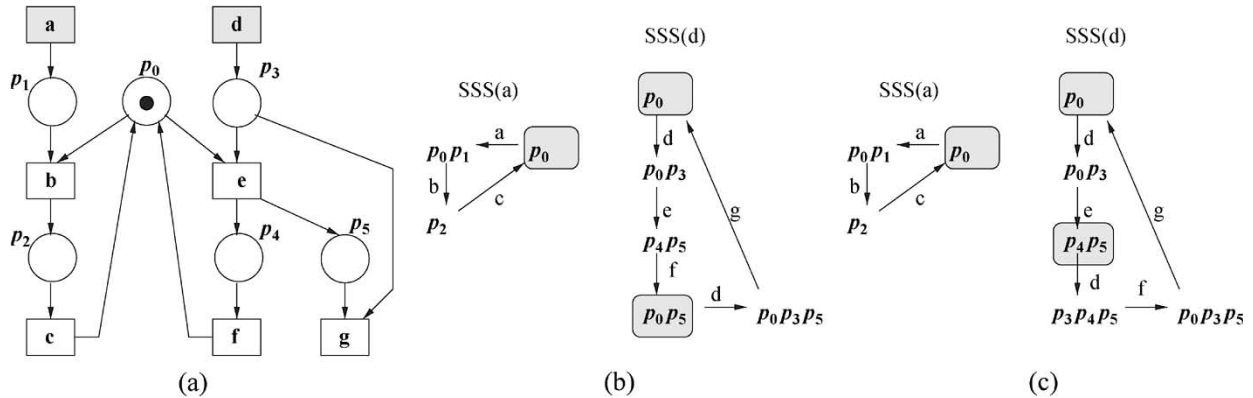 a
d
p₁
p₀
p₃
b
e
p₂
p₄
p₅
c
f
g
(a)
SSS(a)
a
p₀p₁
p₀
b
c
p₂
SSS(d)
p₀
d
p₀p₃
e
g
p₄p₅
f
d
p₀p₅
p₀p₃p₅
(b)
SSS(a)
a
p₀p₁
p₀
b
c
p₂
SSS(d)
p₀
d
p₀p₃
e
g
p₄p₅
d
f
p₃p₄p₅
p₀p₃p₅
(c)